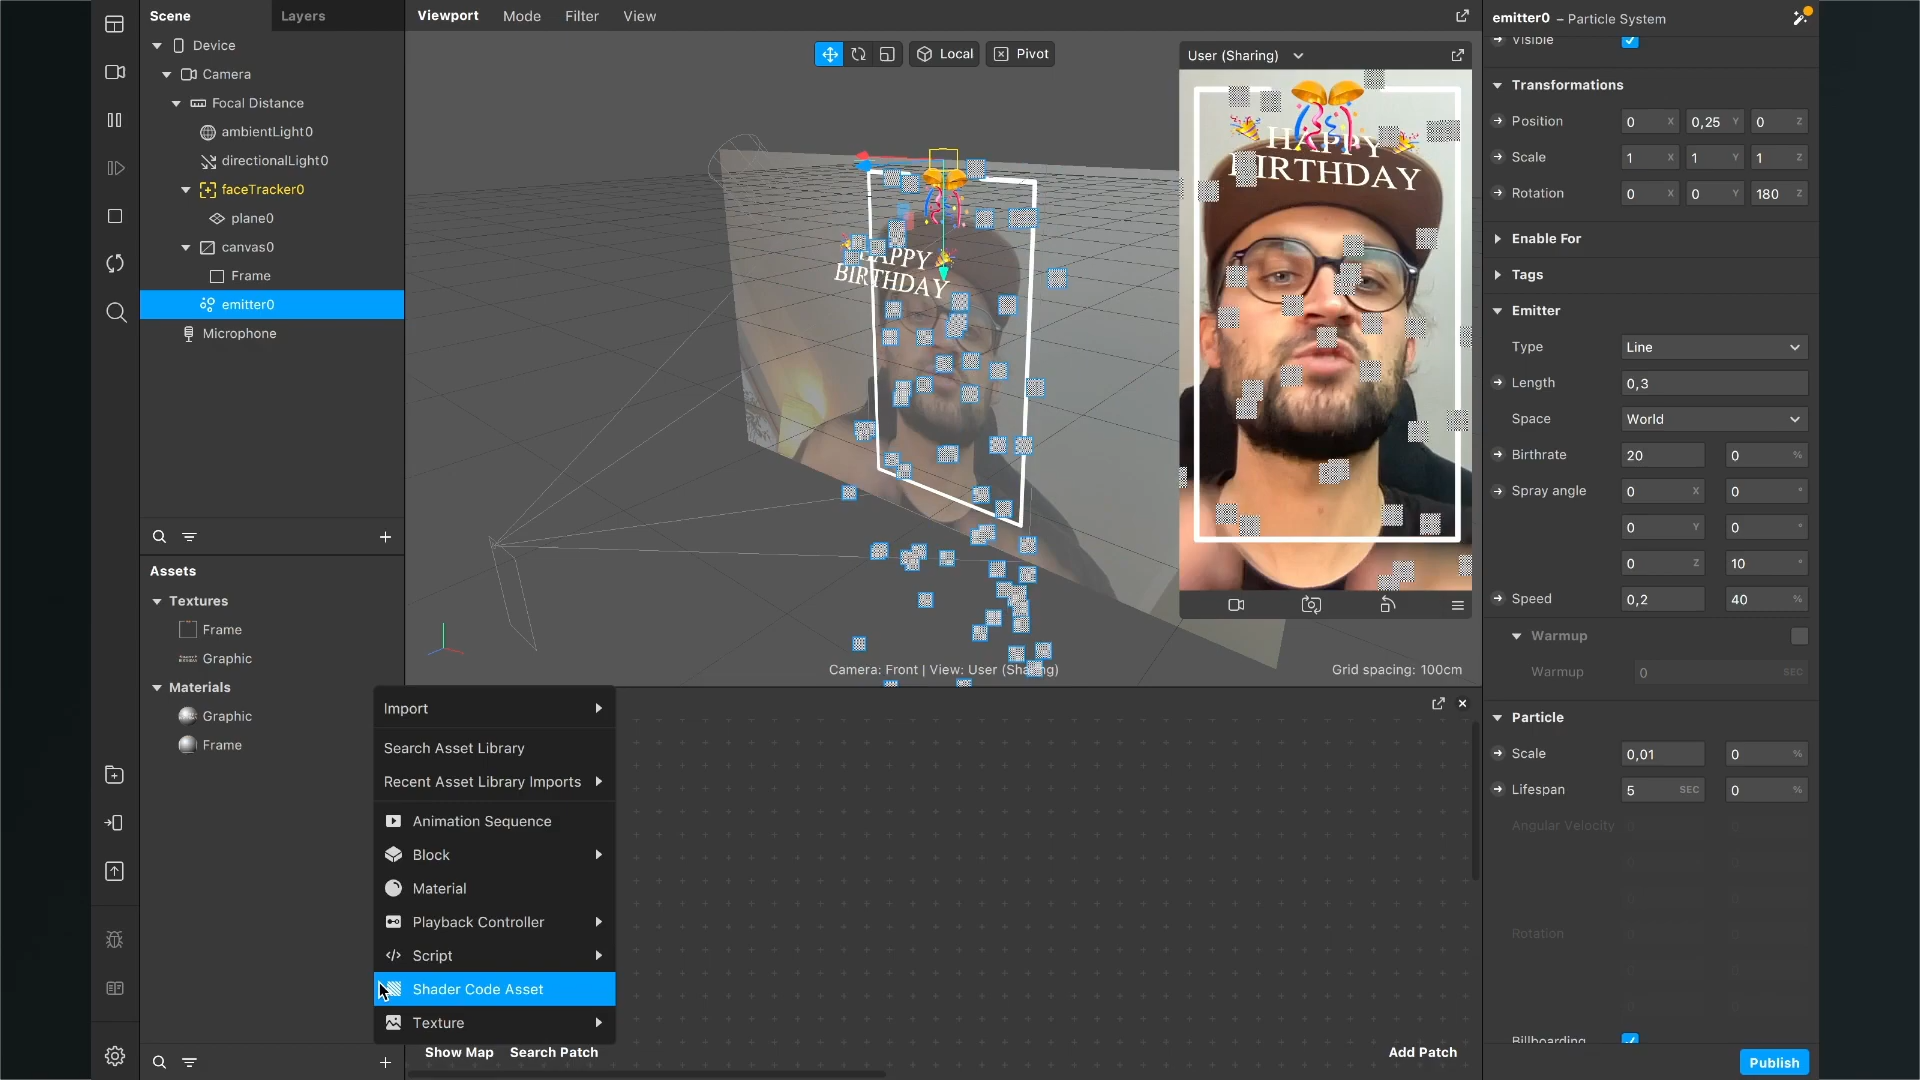 Scene
Layers
Device
Camera
Focal Distance
ambientLight0
directionalLight0
faceTracker0
plane0
canvas0
Frame
emitter0
Microphone
Assets
Textures
Frame
Graphic
Materials
Graphic
Frame
Viewport
Mode
Filter
View
Local
Pivot
User (Sharing)
HAPPY
BIRTHDAY
HAPPY
BIRTHDAY
Camera: Front | View: User (Sharing)
Grid spacing: 100cm
Import
Search Asset Library
Recent Asset Library Imports
Animation Sequence
Block
Material
Playback Controller
Script
Shader Code Asset
Texture
Show Map
Search Patch
Add Patch
emitter0 – Particle System
Visible
Transformations
Position 0 X 0,25 Y 0 Z
Scale 1 X 1 Y 1 Z
Rotation 0 X 0 Y 180 Z
Enable For
Tags
Emitter
Type Line
Length 0,3
Space World
Birthrate 20 0 %
Spray angle 0 X 0 °
0 Y 0 °
0 Z 10 °
Speed 0,2 40 %
Warmup
Warmup 0 SEC
Particle
Scale 0,01 0 %
Lifespan 5 SEC 0 %
Angular Velocity 0 0
Rotation
Billboarding
Publish